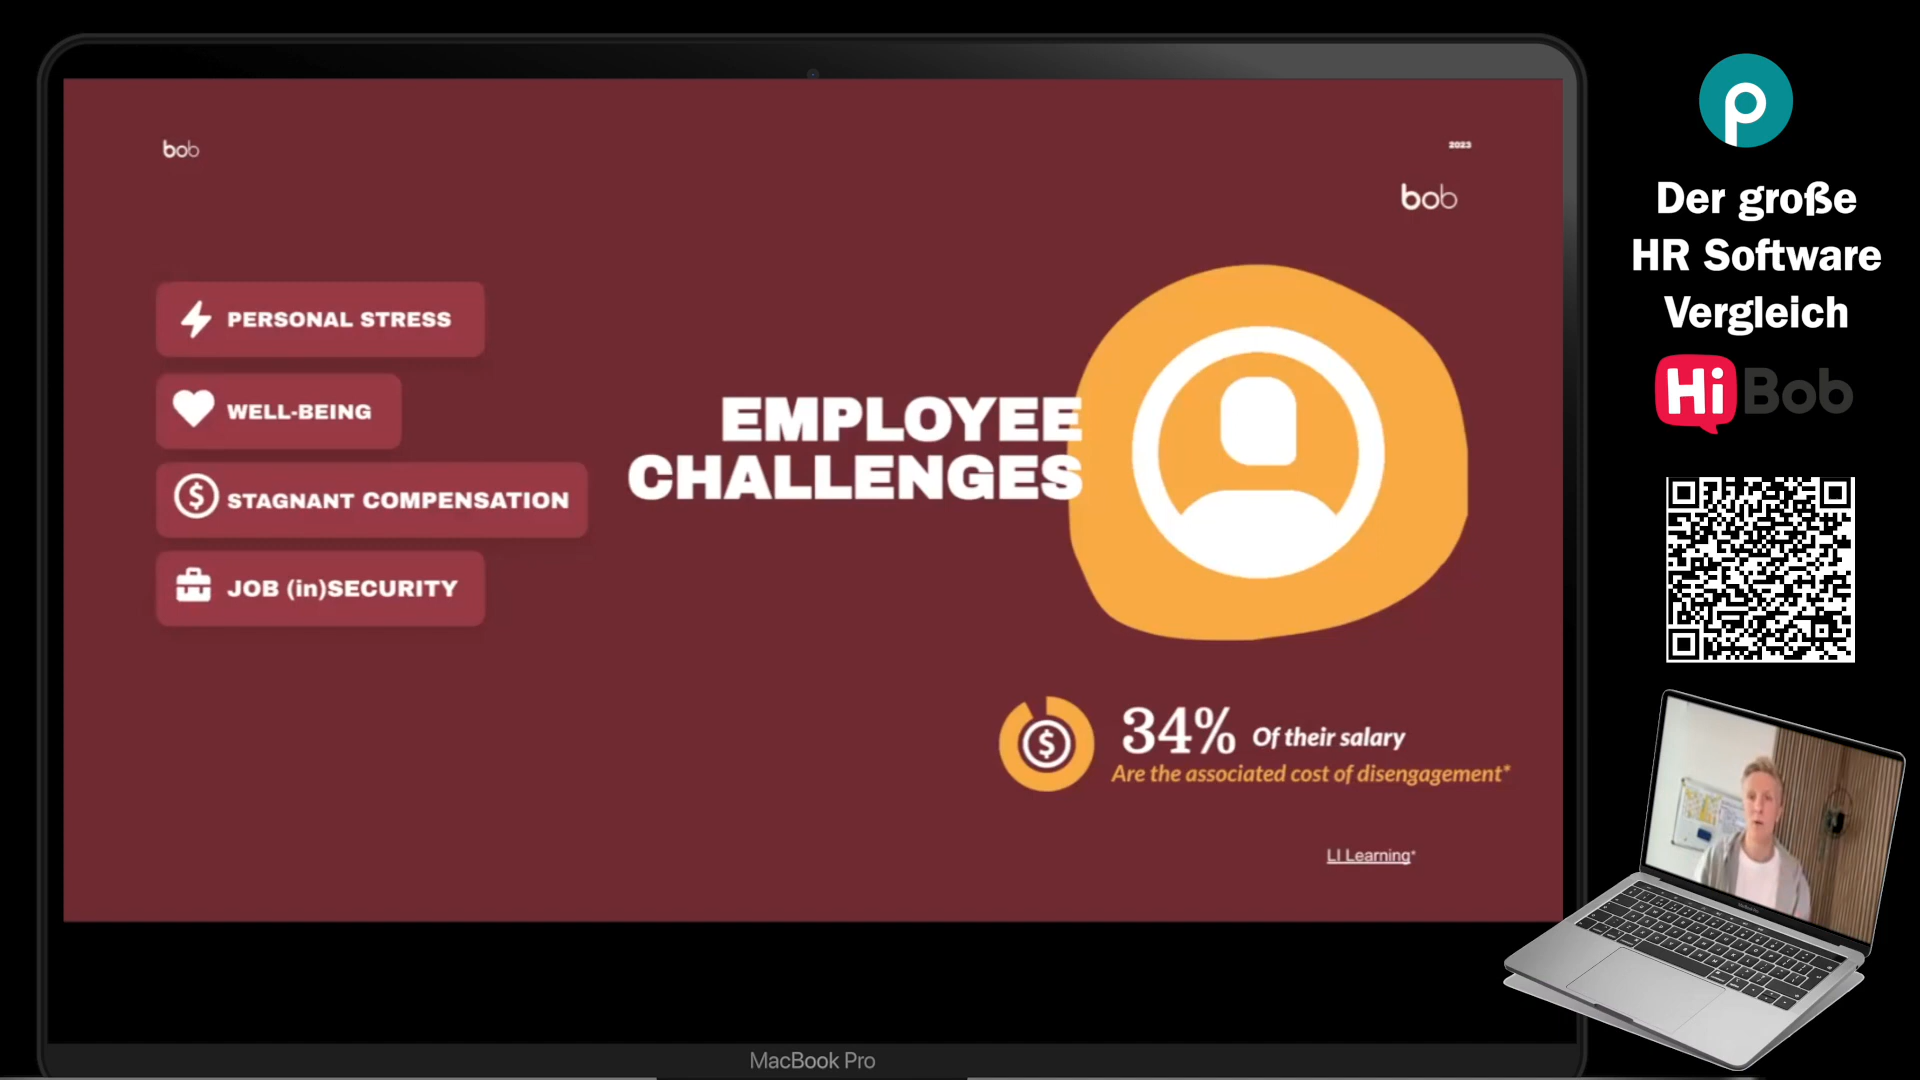 bob
2023
bob
PERSONAL STRESS
WELL-BEING
STAGNANT COMPENSATION
JOB (in)SECURITY
EMPLOYEE
CHALLENGES
34% Of their salary
Are the associated cost of disengagement*
LI Learning*
MacBook Pro
p
Der große
HR Software
Vergleich
HiBob